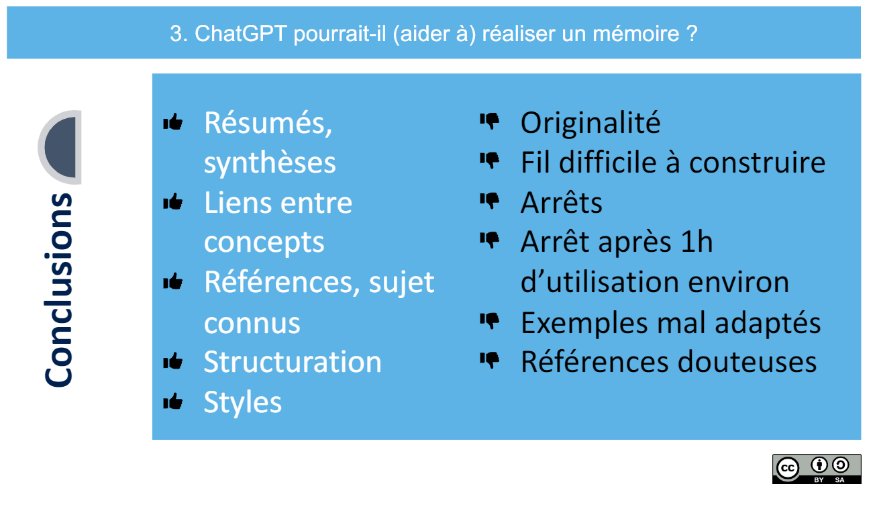 3. ChatGPT pourrait-il (aider à) réaliser un mémoire ?
Conclusions
Résumés,
synthèses
Liens entre
concepts
Références, sujet
connus
Structuration
Styles
Originalité
Fil difficile à construire
Arrêts
Arrêt après 1h
d’utilisation environ
Exemples mal adaptés
Références douteuses
cc
BY SA